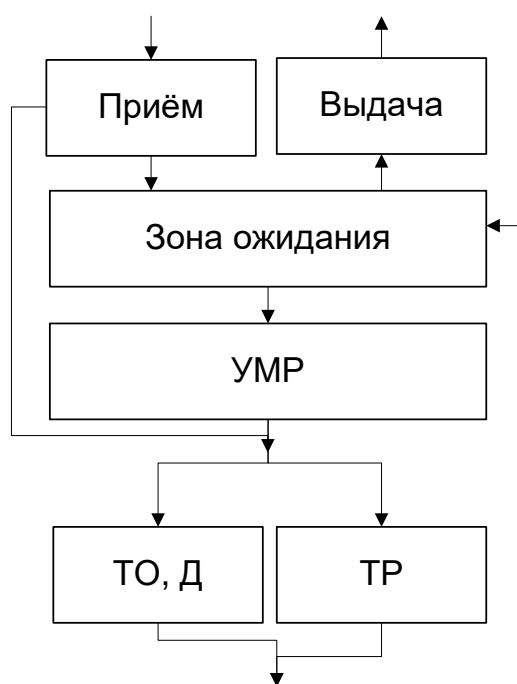 Приём
Выдача
Зона ожидания
УМР
ТО, Д
ТР